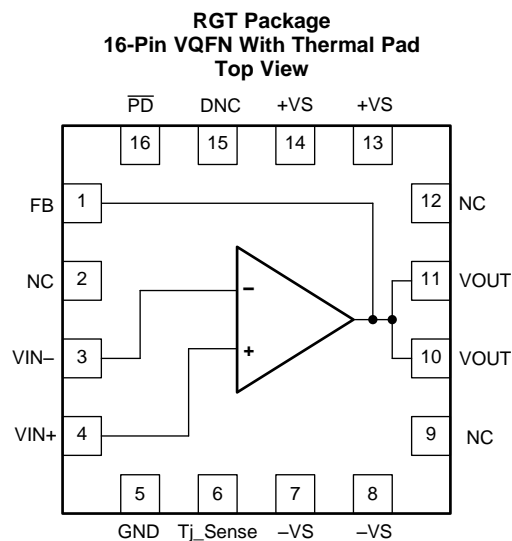 RGT Package
16-Pin VQFN With Thermal Pad
Top View
PD DNC +VS +VS
16 15 14 13
FB 1 12 NC
NC 2 11 VOUT
−
VIN– 3 10 VOUT
+
VIN+ 4 9 NC
5 6 7 8
GND Tj_Sense –VS –VS